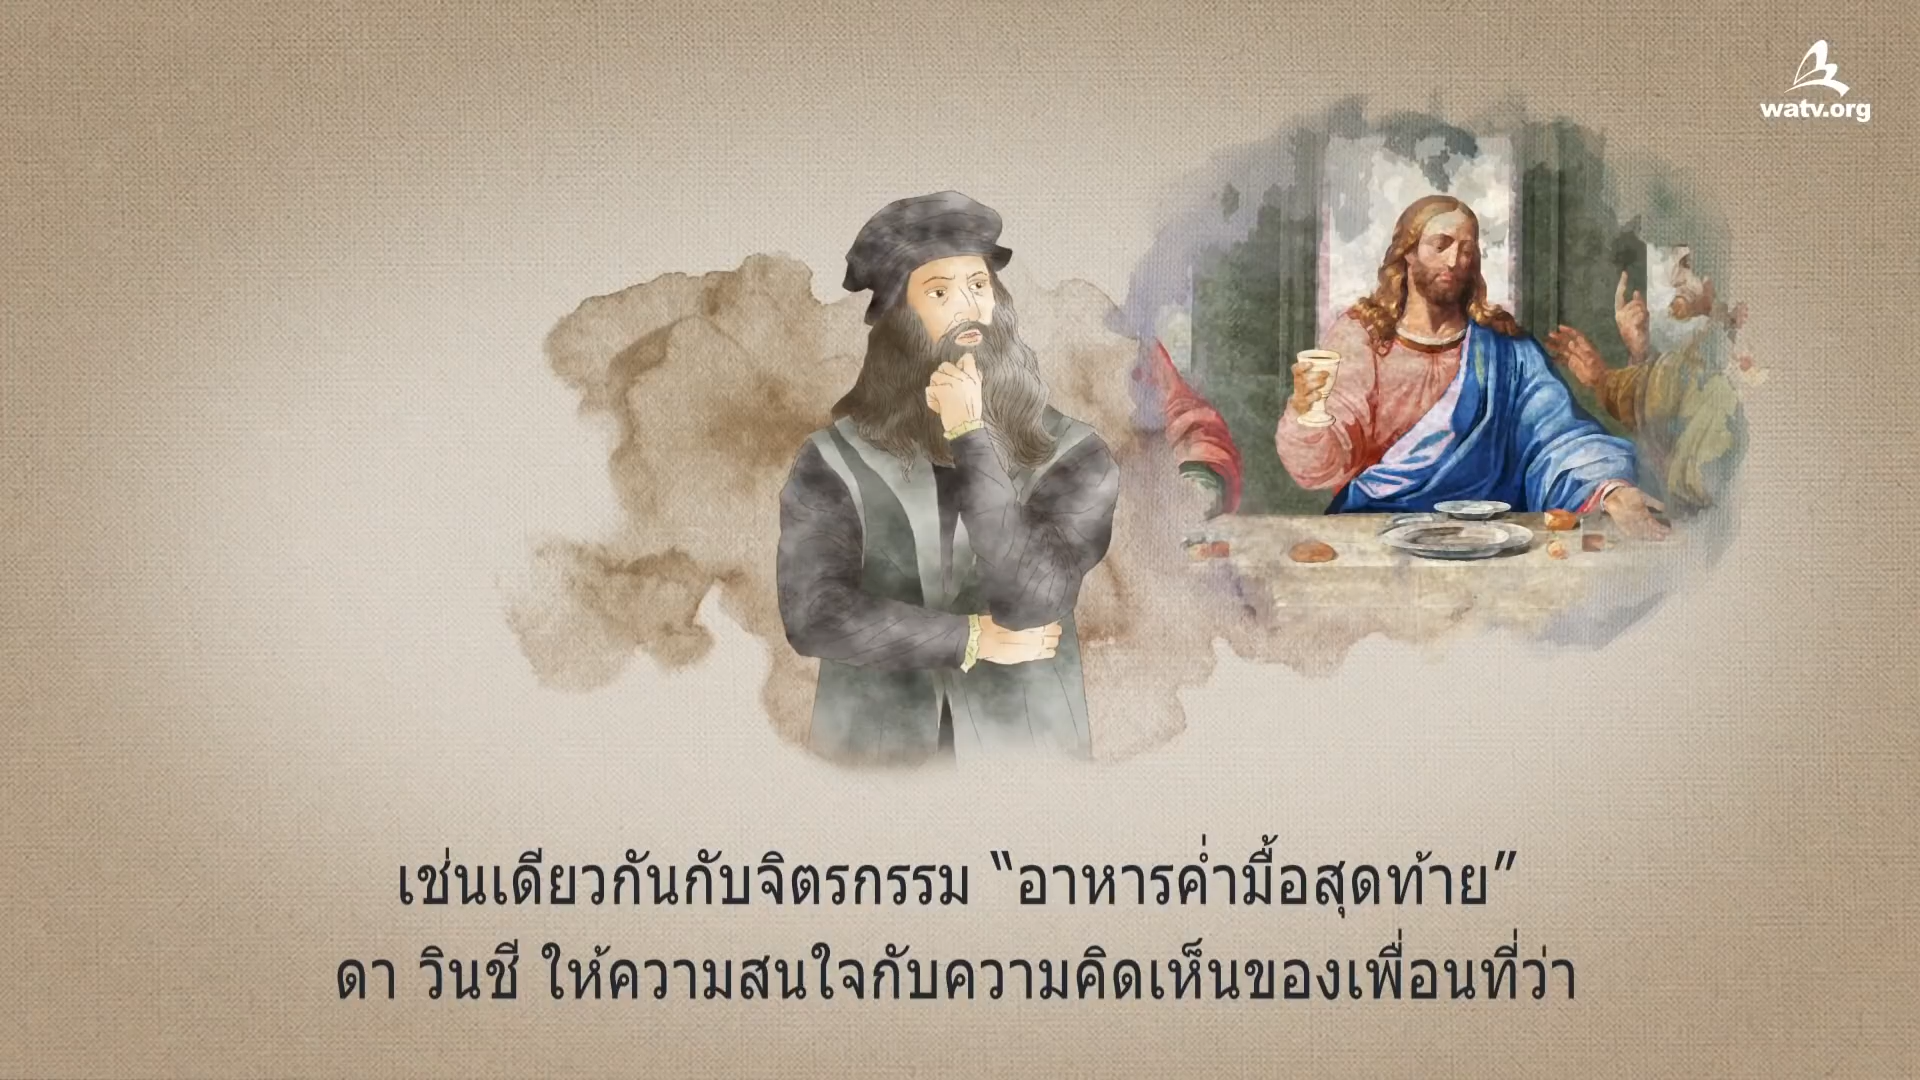 watv.org
เช่นเดียวกันกับจิตรกรรม “อาหารค่ำมื้อสุดท้าย”
ดา วินชี ให้ความสนใจกับความคิดเห็นของเพื่อนที่ว่า